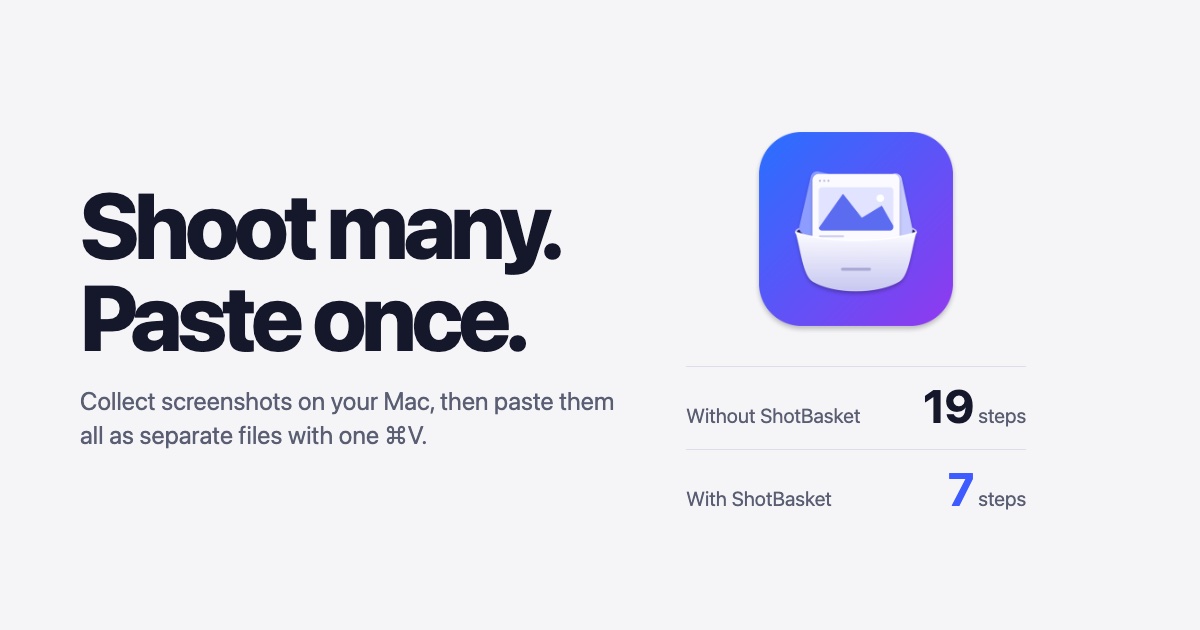 Shoot many.
Paste once.
Collect screenshots on your Mac, then paste them
all as separate files with one ⌘V.
Without ShotBasket 19 steps
With ShotBasket 7 steps